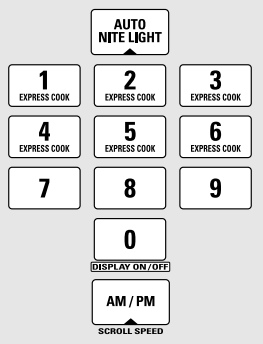 AUTO
NITE LIGHT
1 2 3
EXPRESS COOK EXPRESS COOK EXPRESS COOK
4 5 6
EXPRESS COOK EXPRESS COOK EXPRESS COOK
7 8 9
0
DISPLAY ON/OFF
AM / PM
SCROLL SPEED